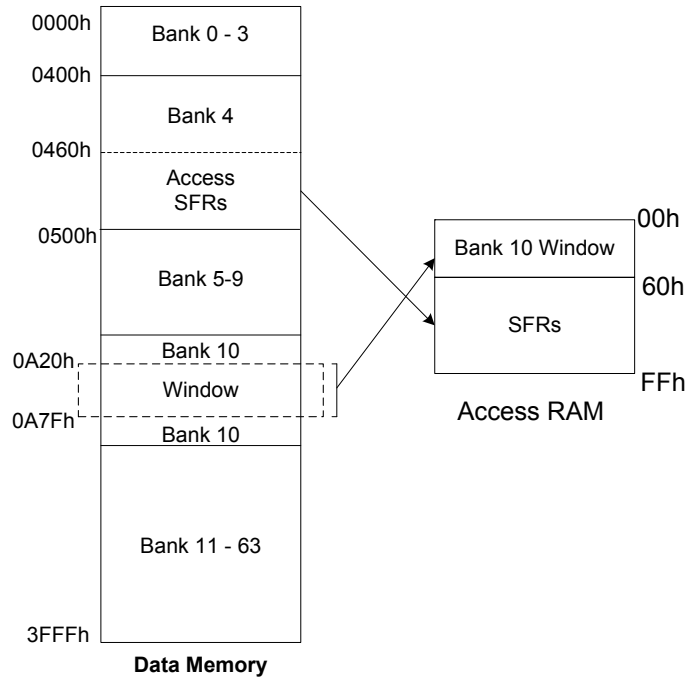 0000h
Bank 0 - 3
0400h
Bank 4
0460h
Access
SFRs
0500h
Bank 5-9
Bank 10
0A20h
Window
0A7Fh
Bank 10
Bank 11 - 63
3FFFh
Data Memory
00h
Bank 10 Window
60h
SFRs
FFh
Access RAM